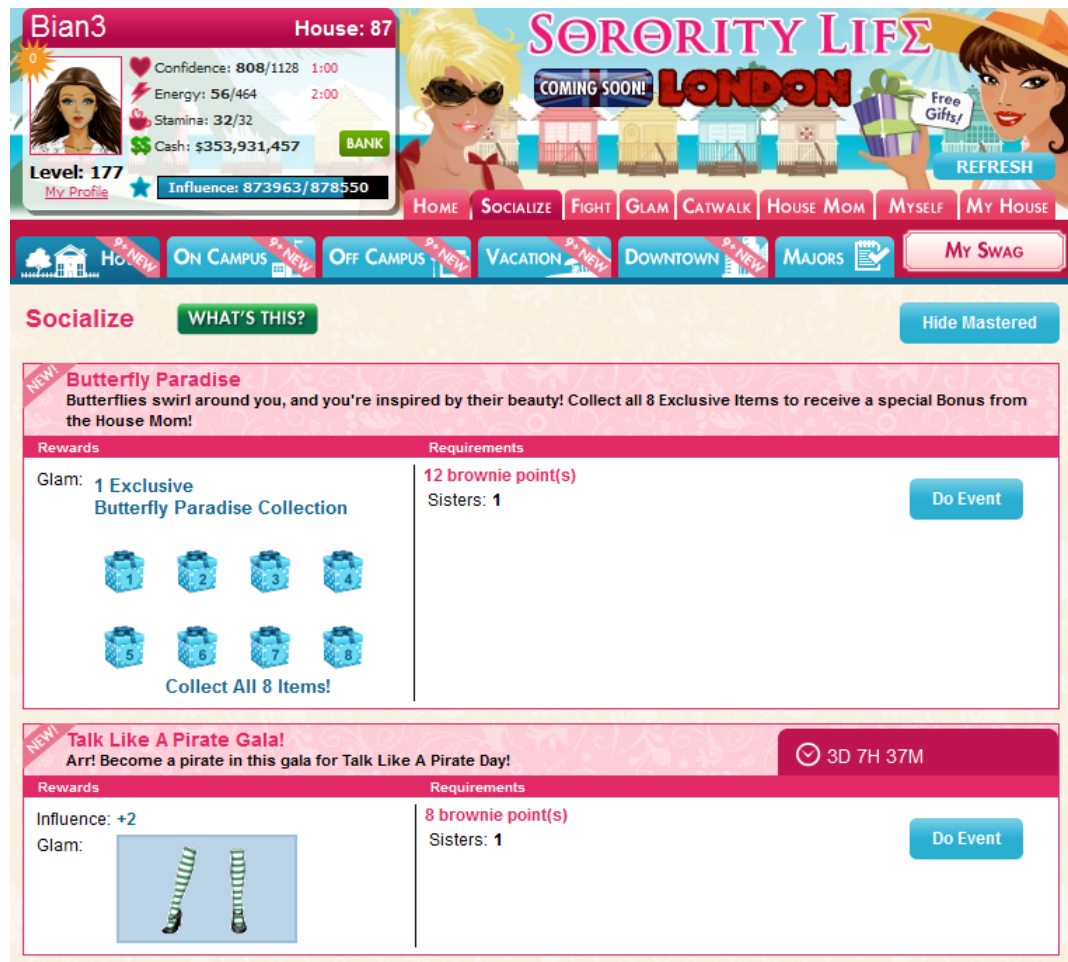 Bian3
House: 87
0
Confidence: 808/1128 1:00
Energy: 56/464 2:00
Stamina: 32/32
$$ Cash: $353,931,457
BANK
Level: 177
My Profile
Influence: 873963/878550
SORORITY LIFE
COMING SOON!
LONDON
Free Gifts!
REFRESH
HOME
SOCIALIZE
FIGHT
GLAM
CATWALK
HOUSE MOM
MYSELF
MY HOUSE
9+ NEW
ON CAMPUS
9+ NEW
OFF CAMPUS
9+ NEW
VACATION
9+ NEW
DOWNTOWN
9+ NEW
MAJORS
MY SWAG
Socialize
WHAT'S THIS?
Hide Mastered
NEW!
Butterfly Paradise
Butterflies swirl around you, and you're inspired by their beauty! Collect all 8 Exclusive Items to receive a special Bonus from
the House Mom!
Rewards
Requirements
Glam:
1 Exclusive
Butterfly Paradise Collection
1 2 3 4
5 6 7 8
Collect All 8 Items!
12 brownie point(s)
Sisters: 1
Do Event
NEW!
Talk Like A Pirate Gala!
Arr! Become a pirate in this gala for Talk Like A Pirate Day!
3D 7H 37M
Rewards
Requirements
Influence: +2
Glam:
8 brownie point(s)
Sisters: 1
Do Event